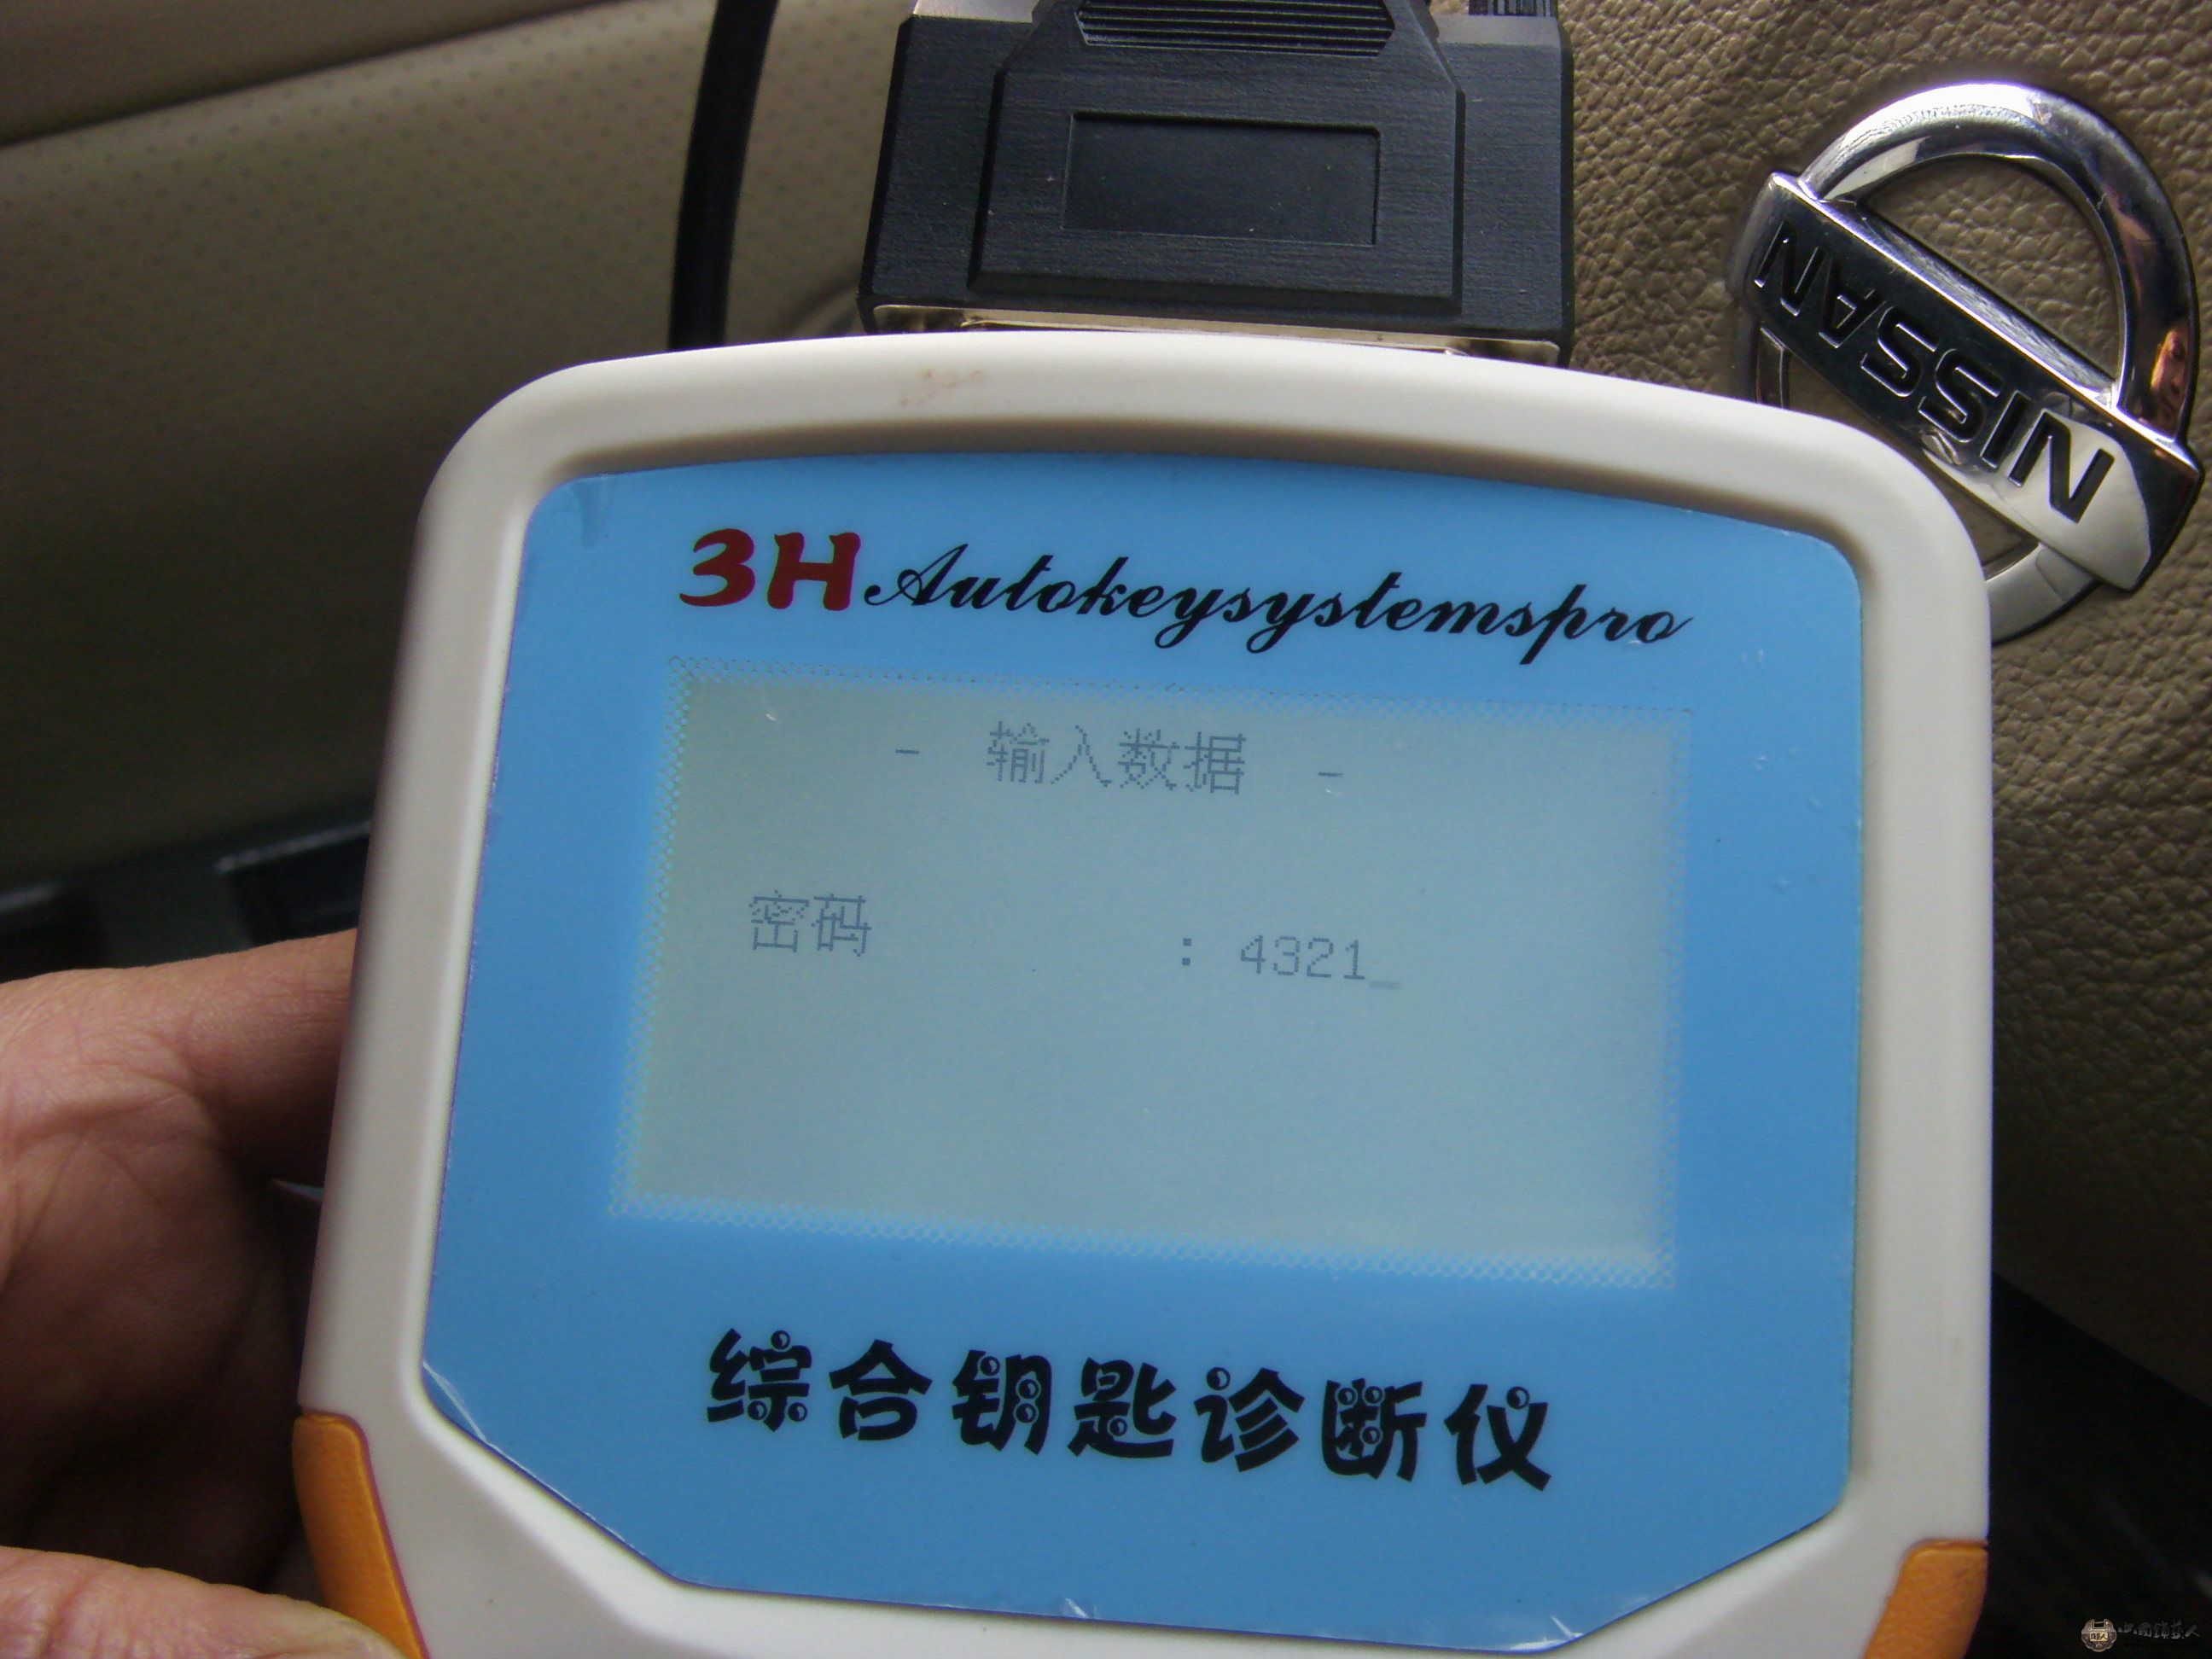 NISSAN
3H Autokeysystemspro
- 输入数据 -
密码 : 4321_
综合钥匙诊断仪